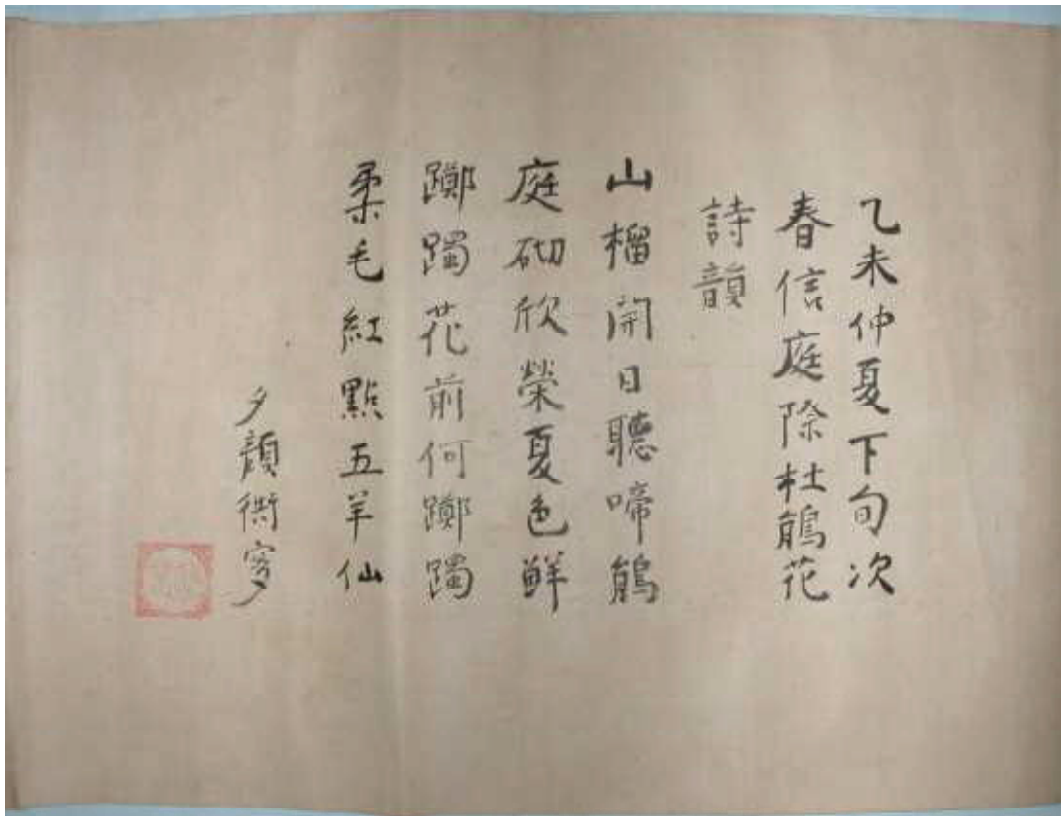 乙未仲夏下旬次
春信庭除杜鵑花
詩韻
山榴開日聽啼鵑
庭砌欣榮夏色鮮
躑躅花前何躑躅
柔毛紅點五羊仙
夕顏衖寥